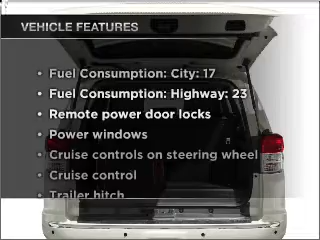 VEHICLE FEATURES
• Fuel Consumption: City: 17
• Fuel Consumption: Highway: 23
• Remote power door locks
• Power windows
• Cruise controls on steering wheel
• Cruise control
• Trailer hitch